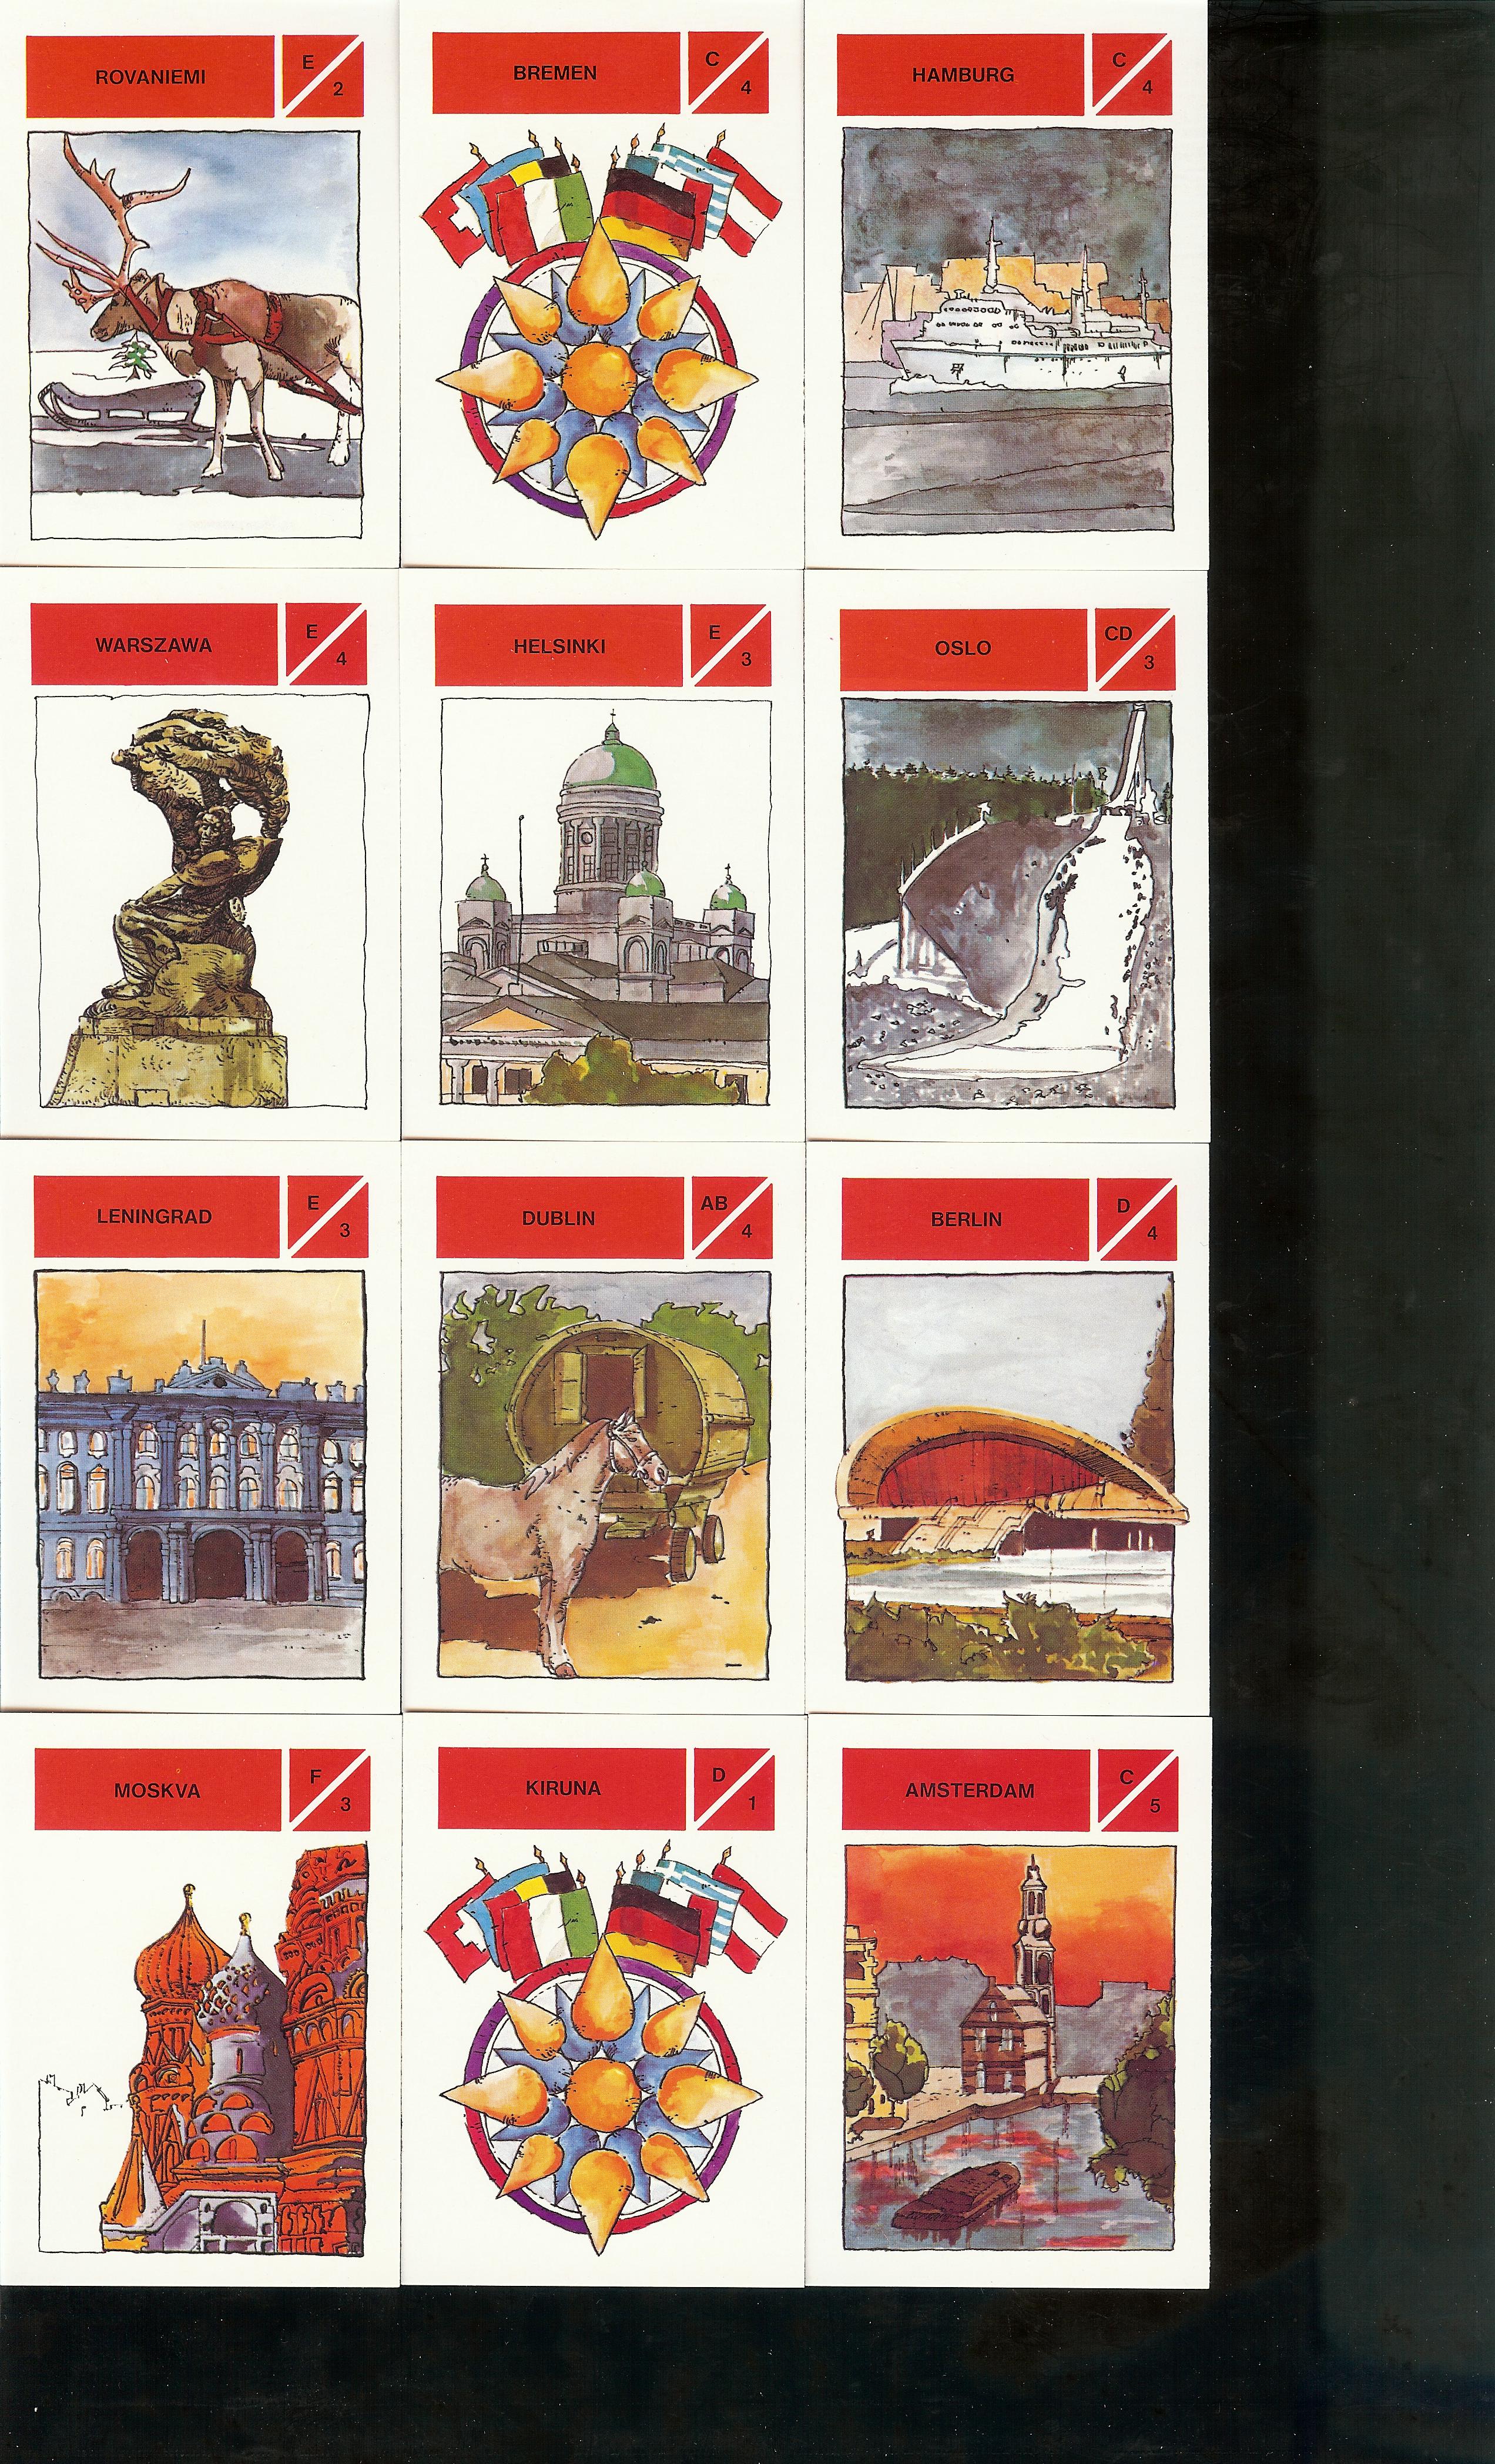 ROVANIEMI E 2
BREMEN C 4
HAMBURG C 4
WARSZAWA E 4
HELSINKI E 3
OSLO CD 3
LENINGRAD E 3
DUBLIN AB 4
BERLIN D 4
MOSKVA F 3
KIRUNA D 1
AMSTERDAM C 5